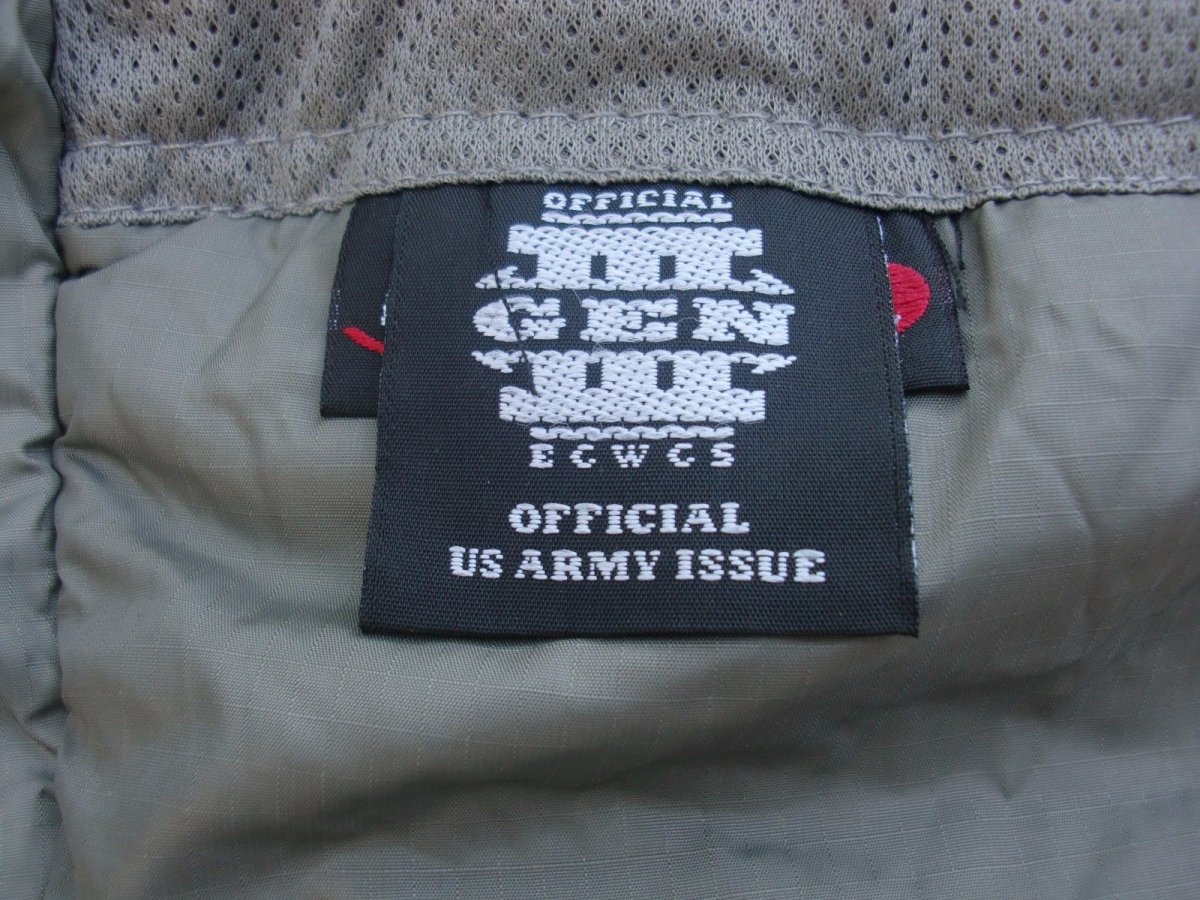 OFFICIAL
III
GEN
III
ECWCS
OFFICIAL
US ARMY ISSUE